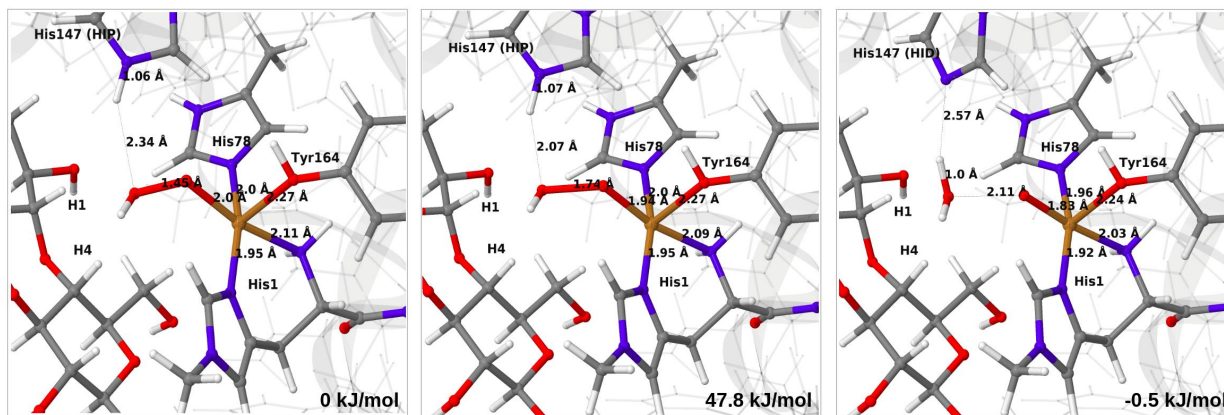 His147 (HIP)
1.06 Å
2.34 Å
His78
Tyr164
1.45 Å
2.0 Å
2.0 Å
2.27 Å
H1
2.11 Å
H4
1.95 Å
His1
0 kJ/mol
His147 (HIP)
1.07 Å
2.07 Å
His78
Tyr164
1.74 Å
2.0 Å
1.94 Å
2.27 Å
H1
2.09 Å
H4
1.95 Å
His1
47.8 kJ/mol
His147 (HID)
2.57 Å
His78
Tyr164
1.0 Å
2.11 Å
1.96 Å
1.83 Å
2.24 Å
H1
2.03 Å
H4
1.92 Å
His1
-0.5 kJ/mol